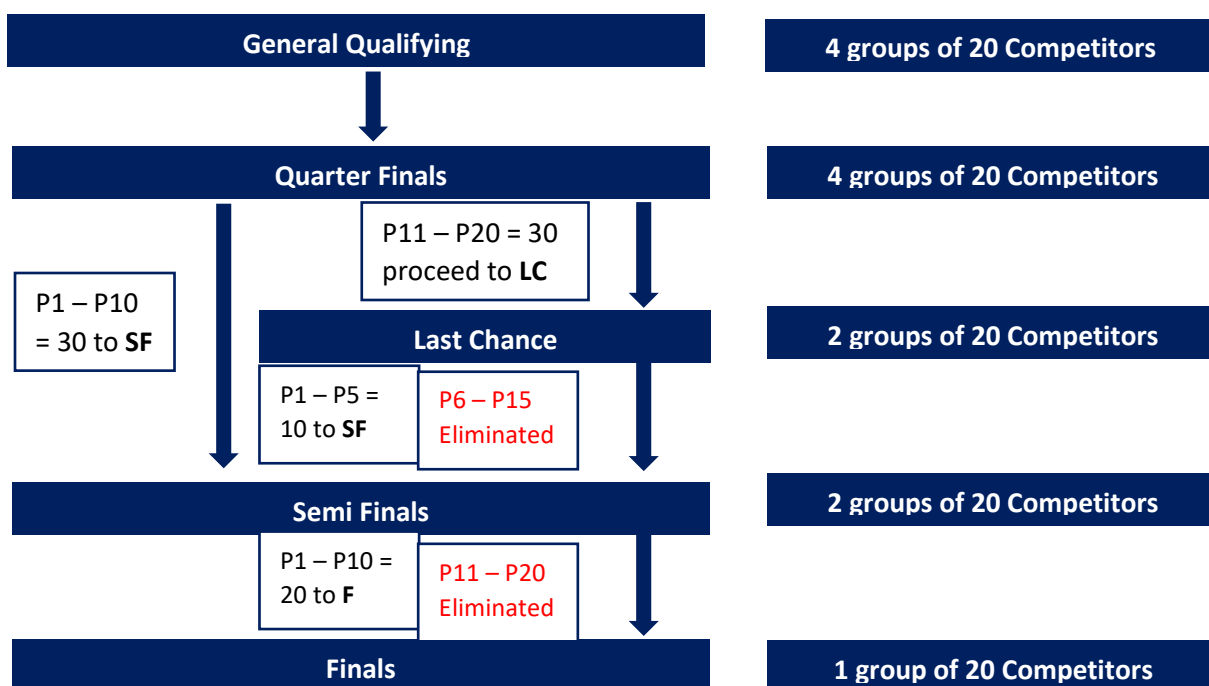 General Qualifying
4 groups of 20 Competitors
Quarter Finals
4 groups of 20 Competitors
P11 – P20 = 30
proceed to LC
P1 – P10
= 30 to SF
Last Chance
2 groups of 20 Competitors
P1 – P5 =
10 to SF
P6 – P15
Eliminated
Semi Finals
2 groups of 20 Competitors
P1 – P10 =
20 to F
P11 – P20
Eliminated
Finals
1 group of 20 Competitors